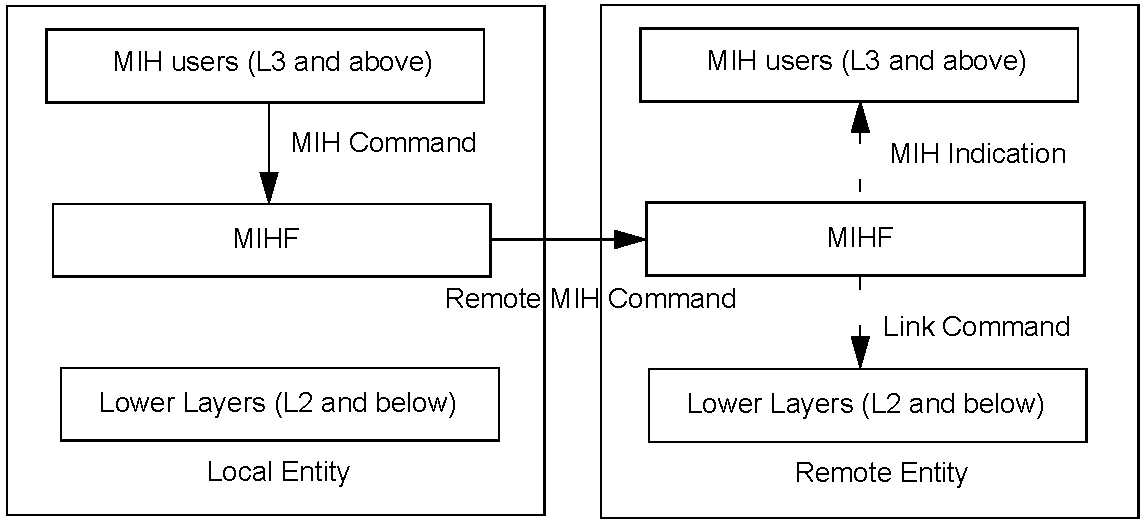 MIH users (L3 and above)
MIH Command
MIHF
Lower Layers (L2 and below)
Local Entity
Remote MIH Command
MIH users (L3 and above)
MIH Indication
MIHF
Link Command
Lower Layers (L2 and below)
Remote Entity